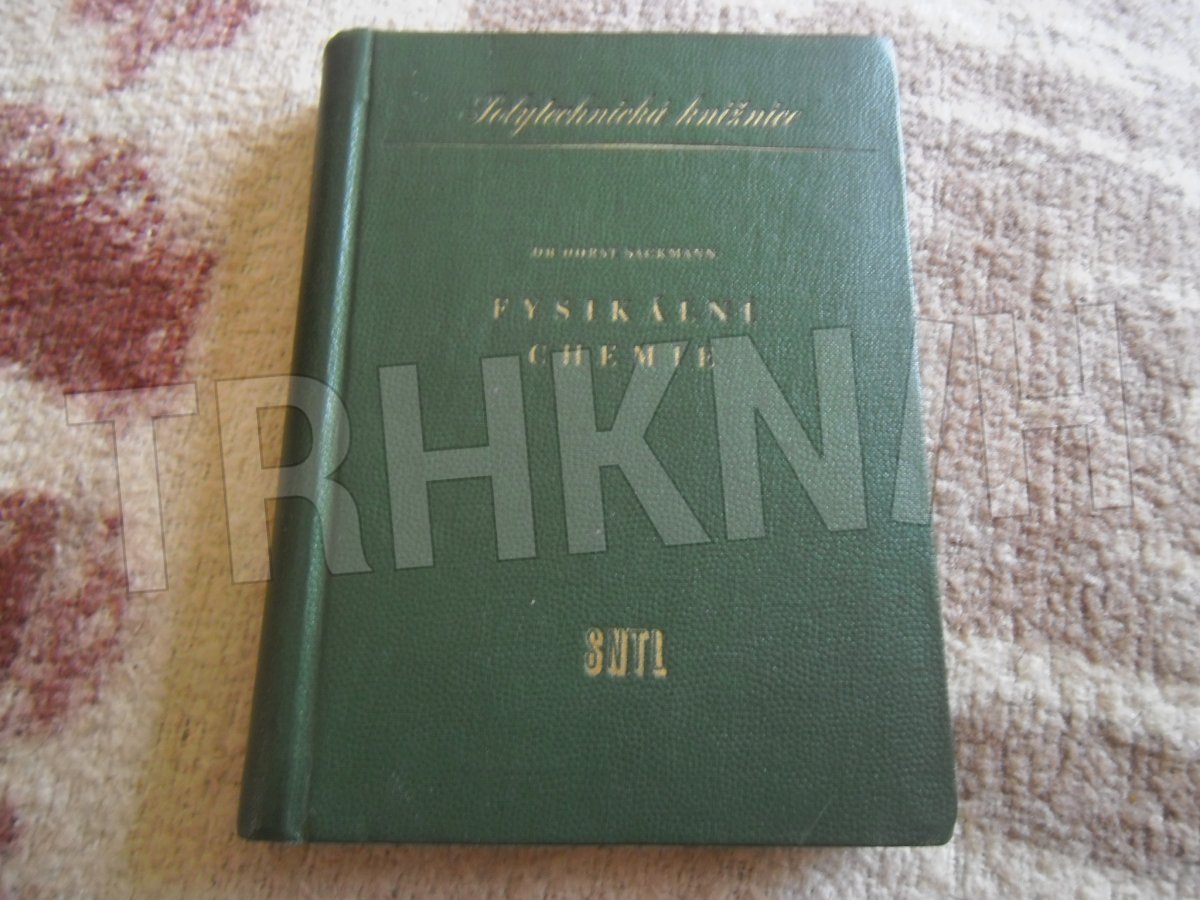 Polytechnická knižnice
DR HORST SACKMANN
FYSIKÁLNÍ
CHEMIE
TRHKNIH
SNTL